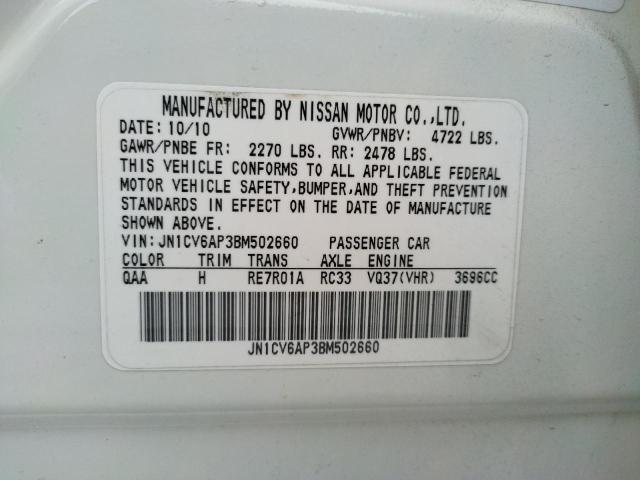 MANUFACTURED BY NISSAN MOTOR CO.,LTD.
DATE: 10/10 GVWR/PNBV: 4722 LBS.
GAWR/PNBE FR: 2270 LBS. RR: 2478 LBS.
THIS VEHICLE CONFORMS TO ALL APPLICABLE FEDERAL
MOTOR VEHICLE SAFETY,BUMPER,AND THEFT PREVENTION
STANDARDS IN EFFECT ON THE DATE OF MANUFACTURE
SHOWN ABOVE.
VIN:JN1CV6AP3BM502660 PASSENGER CAR
COLOR TRIM TRANS AXLE ENGINE
QAA H RE7R01A RC33 VQ37(VHR) 3696CC
JN1CV6AP3BM502660